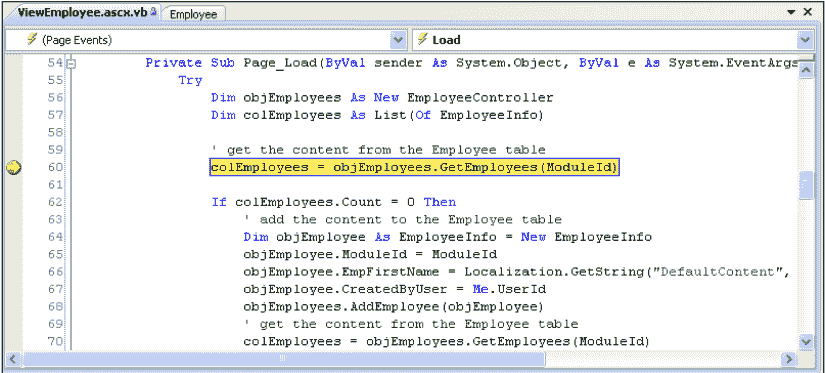 ViewEmployee.ascx.vb Employee
(Page Events) Load
54 Private Sub Page_Load(ByVal sender As System.Object, ByVal e As System.EventArgs
55 Try
56 Dim objEmployees As New EmployeeController
57 Dim colEmployees As List(Of EmployeeInfo)
58
59 ' get the content from the Employee table
60 colEmployees = objEmployees.GetEmployees(ModuleId)
61
62 If colEmployees.Count = 0 Then
63 ' add the content to the Employee table
64 Dim objEmployee As EmployeeInfo = New EmployeeInfo
65 objEmployee.ModuleId = ModuleId
66 objEmployee.EmpFirstName = Localization.GetString("DefaultContent",
67 objEmployee.CreatedByUser = Me.UserId
68 objEmployees.AddEmployee(objEmployee)
69 ' get the content from the Employee table
70 colEmployees = objEmployees.GetEmployees(ModuleId)